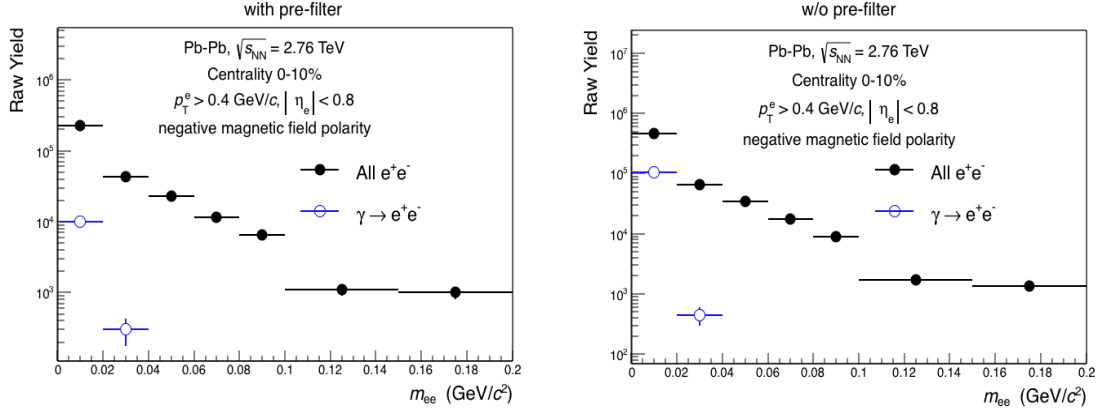 with pre-filter
Raw Yield
Pb-Pb, √sNN = 2.76 TeV
Centrality 0-10%
pTe > 0.4 GeV/c, | ηe | < 0.8
negative magnetic field polarity
All e+e-
γ → e+e-
106
105
104
103
0 0.02 0.04 0.06 0.08 0.1 0.12 0.14 0.16 0.18 0.2
mee (GeV/c2)
w/o pre-filter
Raw Yield
Pb-Pb, √sNN = 2.76 TeV
Centrality 0-10%
pTe > 0.4 GeV/c, | ηe | < 0.8
negative magnetic field polarity
All e+e-
γ → e+e-
107
106
105
104
103
102
0 0.02 0.04 0.06 0.08 0.1 0.12 0.14 0.16 0.18 0.2
mee (GeV/c2)